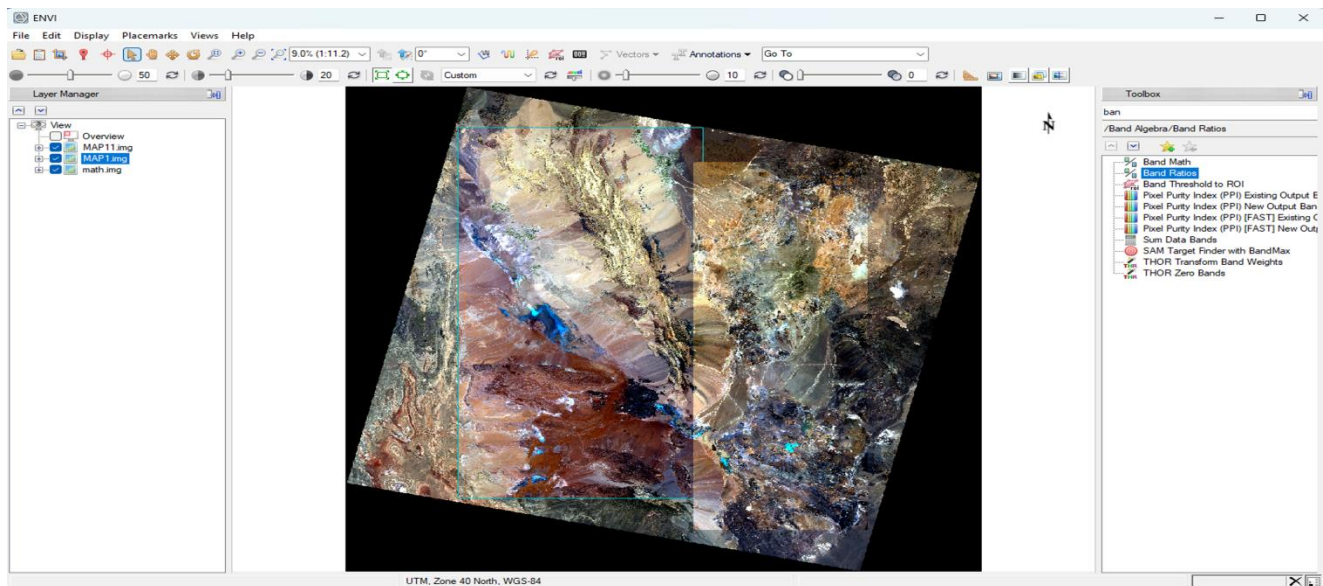 ENVI
File Edit Display Placemarks Views Help
9.0% (1:11.2) 0° Vectors Annotations Go To
50 20 Custom 10 0
Layer Manager
View
Overview
MAP11.img
MAP1.img
math.img
N
Toolbox
ban
/Band Algebra/Band Ratios
Band Math
Band Ratios
Band Threshold to ROI
Pixel Purity Index (PPI) Existing Output E
Pixel Purity Index (PPI) New Output Ban
Pixel Purity Index (PPI) [FAST] Existing C
Pixel Purity Index (PPI) [FAST] New Outp
Sum Data Bands
SAM Target Finder with BandMax
THOR Transform Band Weights
THOR Zero Bands
UTM, Zone 40 North, WGS-84